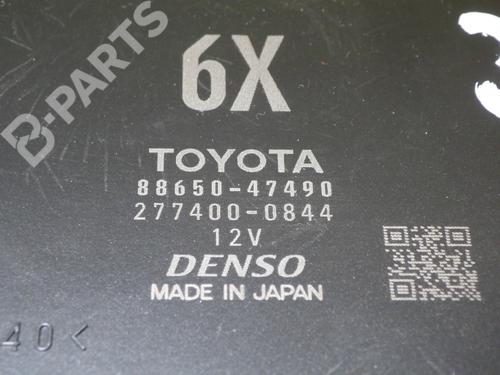 6X
TOYOTA
88650-47490
277400-0844
12V
DENSO
MADE IN JAPAN
40<
B-PARTS